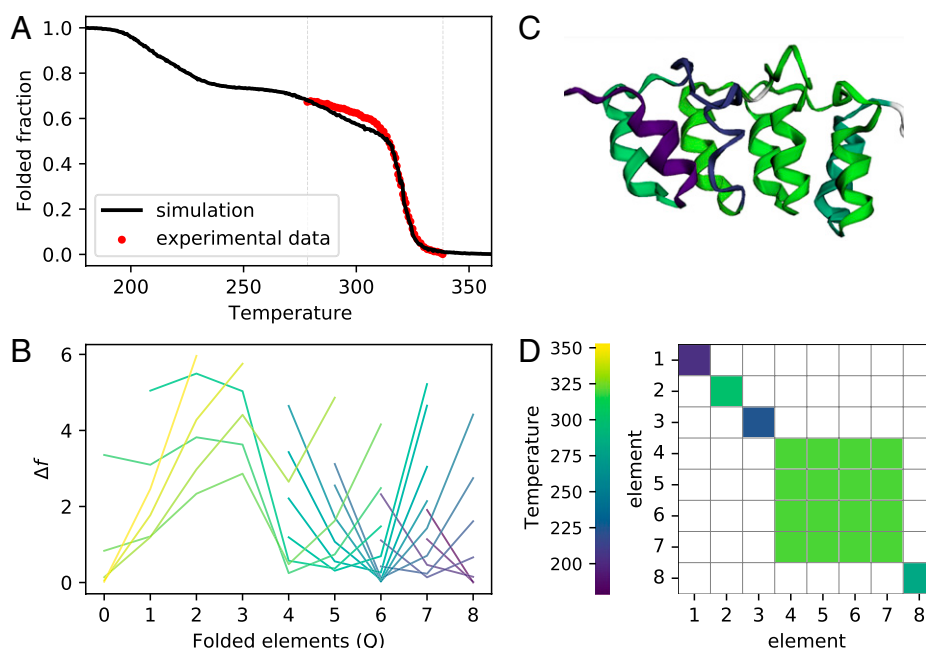 A
1.0
0.8
0.6
0.4
0.2
0.0
Folded fraction
simulation
experimental data
200
250
300
350
Temperature
C
B
6
4
2
0
Δf
0 1 2 3 4 5 6 7 8
Folded elements (Q)
D
350
325
300
275
250
225
200
Temperature
1
2
3
4
5
6
7
8
element
1 2 3 4 5 6 7 8
element